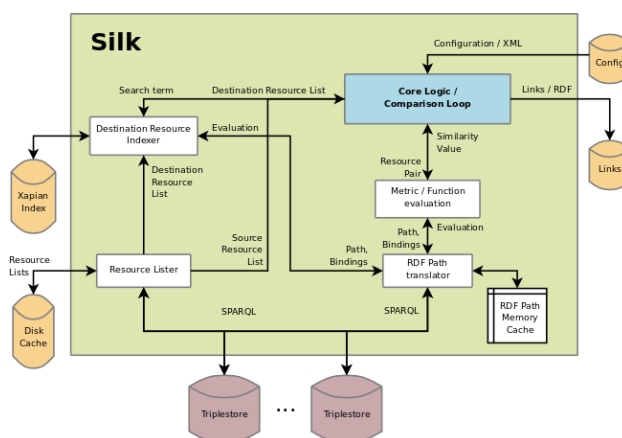 Silk
Configuration / XML
Config
Search term
Destination Resource List
Core Logic /
Comparison Loop
Links / RDF
Destination Resource
Indexer
Evaluation
Similarity
Value
Resource
Pair
Links
Xapian
Index
Destination
Resource
List
Metric / Function
evaluation
Evaluation
Path,
Bindings
Source
Resource
List
Path,
Bindings
Resource
Lists
Resource Lister
RDF Path
translator
SPARQL
SPARQL
RDF Path
Memory
Cache
Disk
Cache
Triplestore
...
Triplestore